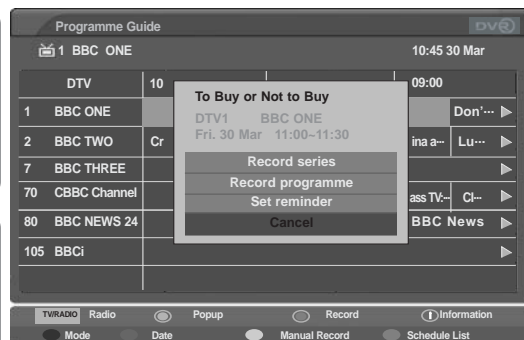 Programme Guide DVR
1 BBC ONE 10:45 30 Mar
DTV 10 09:00
To Buy or Not to Buy
DTV1 BBC ONE
Fri. 30 Mar 11:00~11:30
Record series
Record programme
Set reminder
Cancel
1 BBC ONE Don'...
2 BBC TWO Cr ina a... Lu...
7 BBC THREE
70 CBBC Channel ass TV:... CI...
80 BBC NEWS 24 BBC News
105 BBCi
TV/RADIO Radio Popup Record Information
Mode Date Manual Record Schedule List